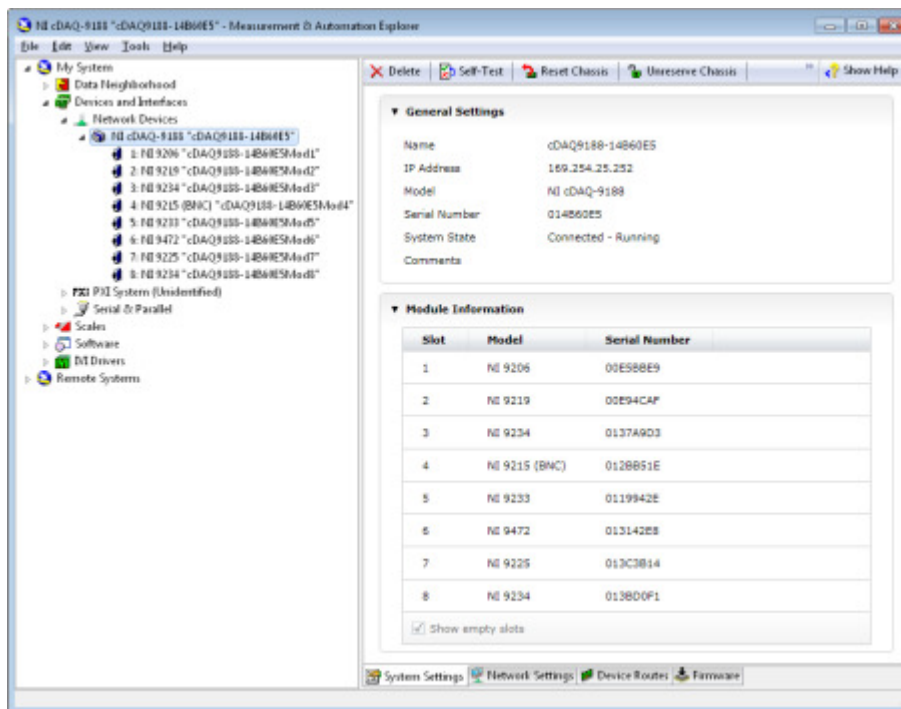 NI cDAQ-9188 "cDAQ9188-14B60E5" - Measurement & Automation Explorer
File Edit View Tools Help
My System
Data Neighborhood
Devices and Interfaces
Network Devices
NI cDAQ-9188 "cDAQ9188-14B60E5"
1: NI 9206 "cDAQ9188-14B60E5Mod1"
2: NI 9219 "cDAQ9188-14B60E5Mod2"
3: NI 9234 "cDAQ9188-14B60E5Mod3"
4: NI 9215 (BNC) "cDAQ9188-14B60E5Mod4"
5: NI 9233 "cDAQ9188-14B60E5Mod5"
6: NI 9472 "cDAQ9188-14B60E5Mod6"
7: NI 9225 "cDAQ9188-14B60E5Mod7"
8: NI 9234 "cDAQ9188-14B60E5Mod8"
PXI PXI System (Unidentified)
Serial & Parallel
Scales
Software
IVI Drivers
Remote Systems
Delete Self-Test Reset Chassis Unreserve Chassis » Show Help
General Settings
Name cDAQ9188-14B60E5
IP Address 169.254.25.252
Model NI cDAQ-9188
Serial Number 014B60E5
System State Connected - Running
Comments
Module Information
Slot Model Serial Number
1 NI 9206 00E5BBE9
2 NI 9219 00E94CAF
3 NI 9234 0137A9D3
4 NI 9215 (BNC) 012BB51E
5 NI 9233 0119942E
6 NI 9472 013142E8
7 NI 9225 013C3B14
8 NI 9234 013BD0F1
Show empty slots
System Settings Network Settings Device Routes Firmware